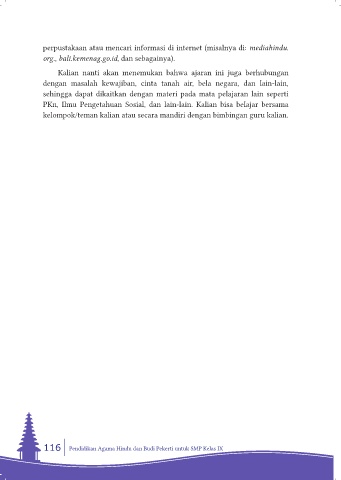 perpustakaan atau mencari informasi di internet (misalnya di: mediahindu.
org., bali.kemenag.go.id, dan sebagainya).
Kalian nanti akan menemukan bahwa ajaran ini juga berhubungan
dengan masalah kewajiban, cinta tanah air, bela negara, dan lain-lain,
sehingga dapat dikaitkan dengan materi pada mata pelajaran lain seperti
PKn, Ilmu Pengetahuan Sosial, dan lain-lain. Kalian bisa belajar bersama
kelompok/teman kalian atau secara mandiri dengan bimbingan guru kalian.
116 Pendidikan Agama Hindu dan Budi Pekerti untuk SMP Kelas IX